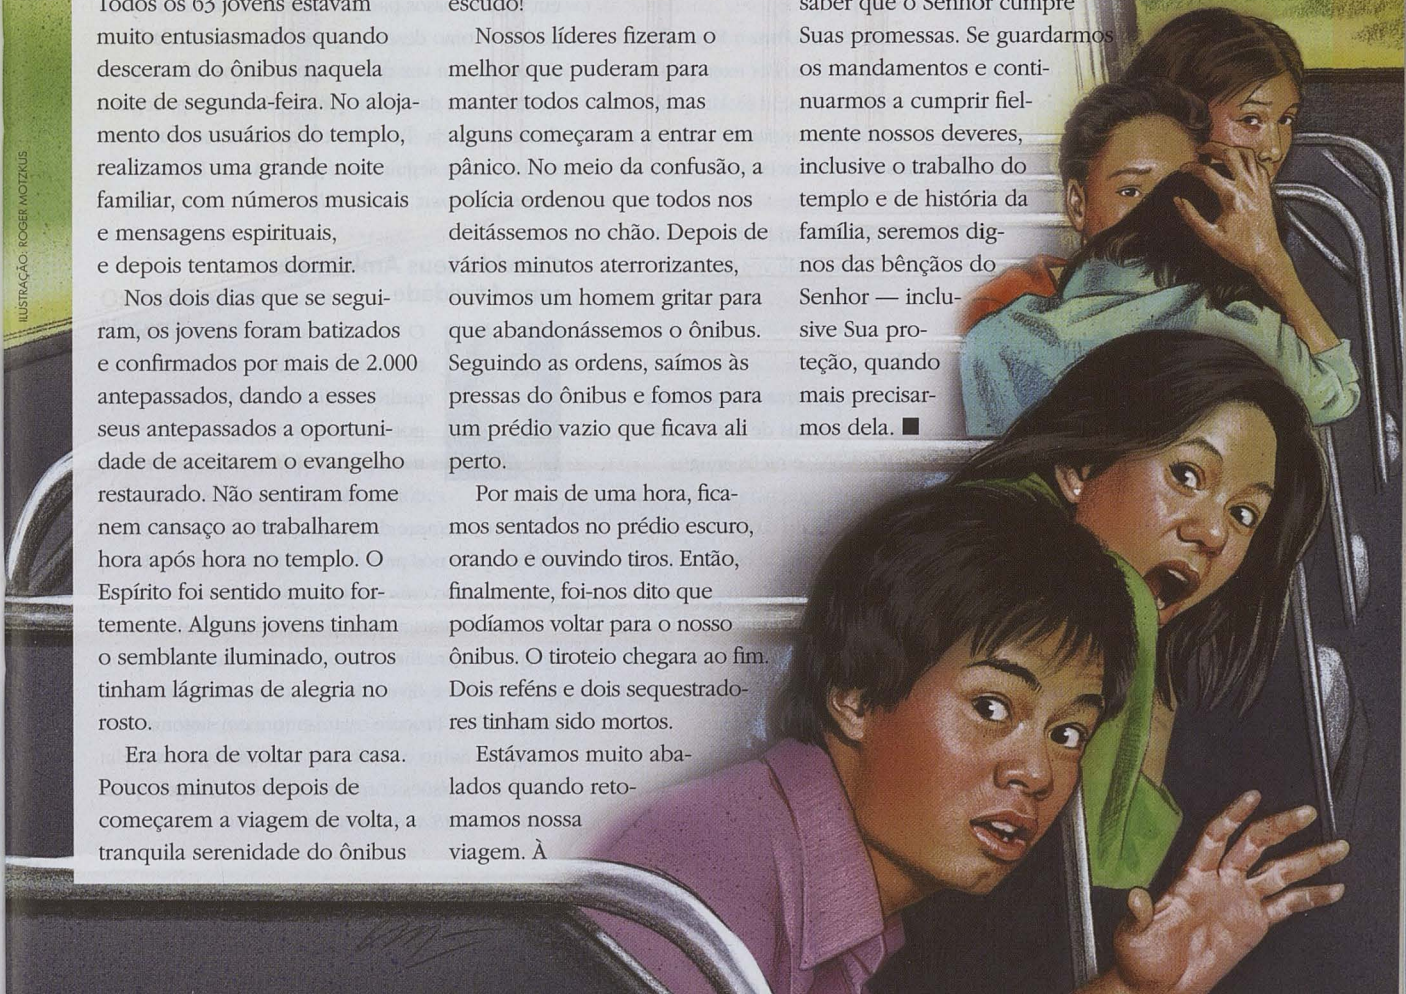 Todos os 63 jovens estavam
muito entusiasmados quando
desceram do ônibus naquela
noite de segunda-feira. No aloja-
mento dos usuários do templo,
realizamos uma grande noite
familiar, com números musicais
e mensagens espirituais,
e depois tentamos dormir.
Nos dois dias que se segui-
ram, os jovens foram batizados
e confirmados por mais de 2.000
antepassados, dando a esses
seus antepassados a oportuni-
dade de aceitarem o evangelho
restaurado. Não sentiram fome
nem cansaço ao trabalharem
hora após hora no templo. O
Espírito foi sentido muito for-
temente. Alguns jovens tinham
o semblante iluminado, outros
tinham lágrimas de alegria no
rosto.
Era hora de voltar para casa.
Poucos minutos depois de
começarem a viagem de volta, a
tranquila serenidade do ônibus
escudo!
Nossos líderes fizeram o
melhor que puderam para
manter todos calmos, mas
alguns começaram a entrar em
pânico. No meio da confusão, a
polícia ordenou que todos nos
deitássemos no chão. Depois de
vários minutos aterrorizantes,
ouvimos um homem gritar para
que abandonássemos o ônibus.
Seguindo as ordens, saímos às
pressas do ônibus e fomos para
um prédio vazio que ficava ali
perto.
Por mais de uma hora, fica-
mos sentados no prédio escuro,
orando e ouvindo tiros. Então,
finalmente, foi-nos dito que
podíamos voltar para o nosso
ônibus. O tiroteio chegara ao fim.
Dois reféns e dois sequestrado-
res tinham sido mortos.
Estávamos muito aba-
lados quando reto-
mamos nossa
viagem. À
saber que o Senhor cumpre
Suas promessas. Se guardarmos
os mandamentos e conti-
nuarmos a cumprir fiel-
mente nossos deveres,
inclusive o trabalho do
templo e de história da
família, seremos dig-
nos das bênçãos do
Senhor — inclu-
sive Sua pro-
teção, quando
mais precisar-
mos dela. ■
ILUSTRAÇÃO: ROGER MOTZKUS